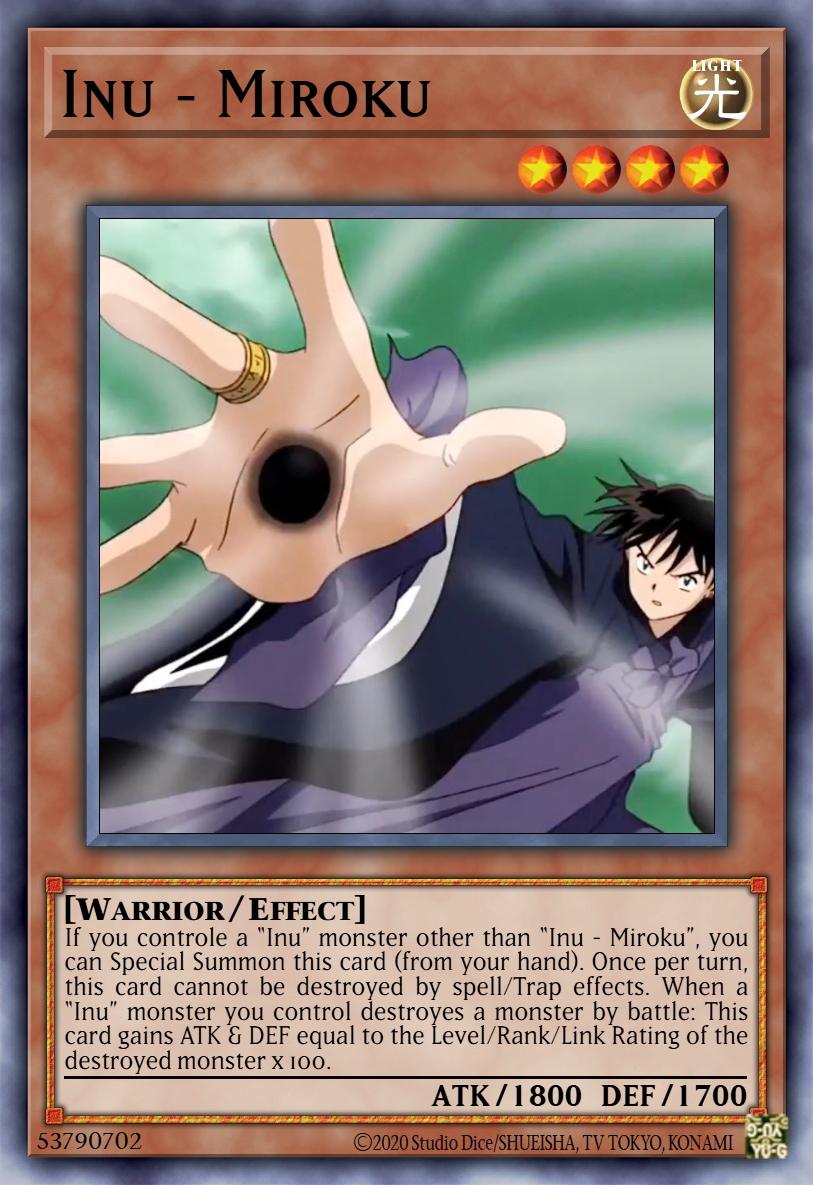 Inu - Miroku
LIGHT
光
[Warrior/Effect]
If you controle a "Inu" monster other than "Inu - Miroku", you
can Special Summon this card (from your hand). Once per turn,
this card cannot be destroyed by spell/Trap effects. When a
"Inu" monster you control destroyes a monster by battle: This
card gains ATK & DEF equal to the Level/Rank/Link Rating of the
destroyed monster x 100.
ATK/1800 DEF/1700
53790702
©2020 Studio Dice/SHUEISHA, TV TOKYO, KONAMI